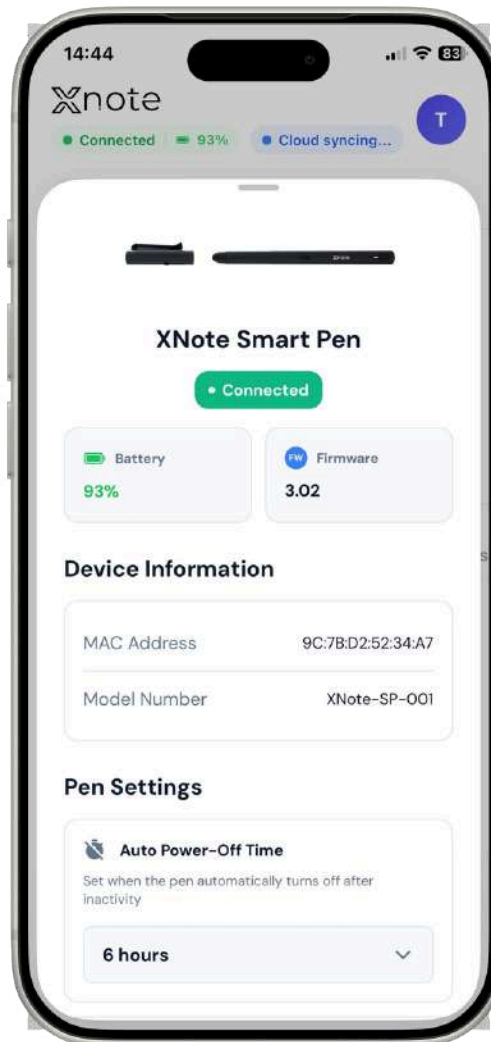 14:44
83
Xnote
Connected 93% Cloud syncing...
T
XNote Smart Pen
Connected
Battery
93%
FW Firmware
3.02
Device Information
MAC Address 9C:7B:D2:52:34:A7
Model Number XNote-SP-001
Pen Settings
Auto Power-Off Time
Set when the pen automatically turns off after
inactivity
6 hours